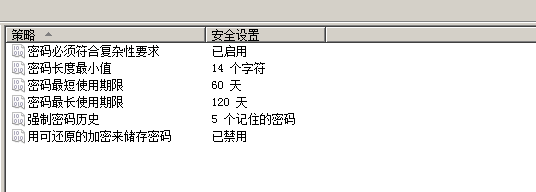 策略 安全设置
密码必须符合复杂性要求 已启用
密码长度最小值 14 个字符
密码最短使用期限 60 天
密码最长使用期限 120 天
强制密码历史 5 个记住的密码
用可还原的加密来储存密码 已禁用